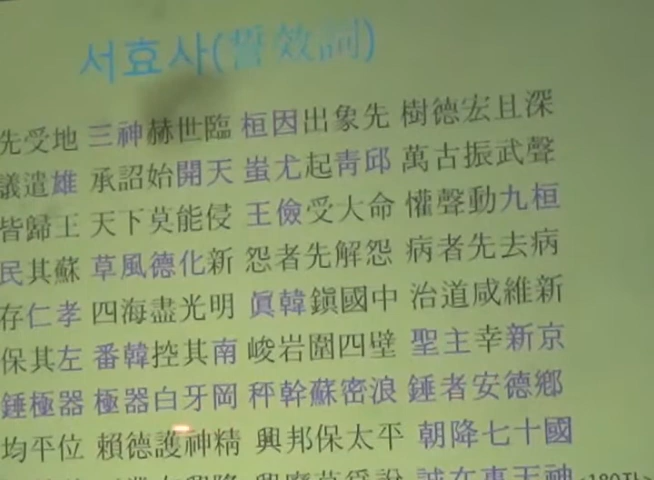 서효사(誓效詞)
先受地 三神赫世臨 桓因出象先 樹德宏且深
議遣雄 承詔始開天 蚩尤起靑邱 萬古振武聲
皆歸王 天下莫能侵 王儉受大命 懽聲動九桓
民其蘇 草風德化新 怨者先解怨 病者先去病
存仁孝 四海盡光明 眞韓鎭國中 治道咸維新
保其左 番韓控其南 峻岩圍四壁 聖主幸新京
錘極器 極器白牙岡 秤幹蘇密浪 錘者安德鄕
均平位 賴德護神精 興邦保太平 朝降七十國